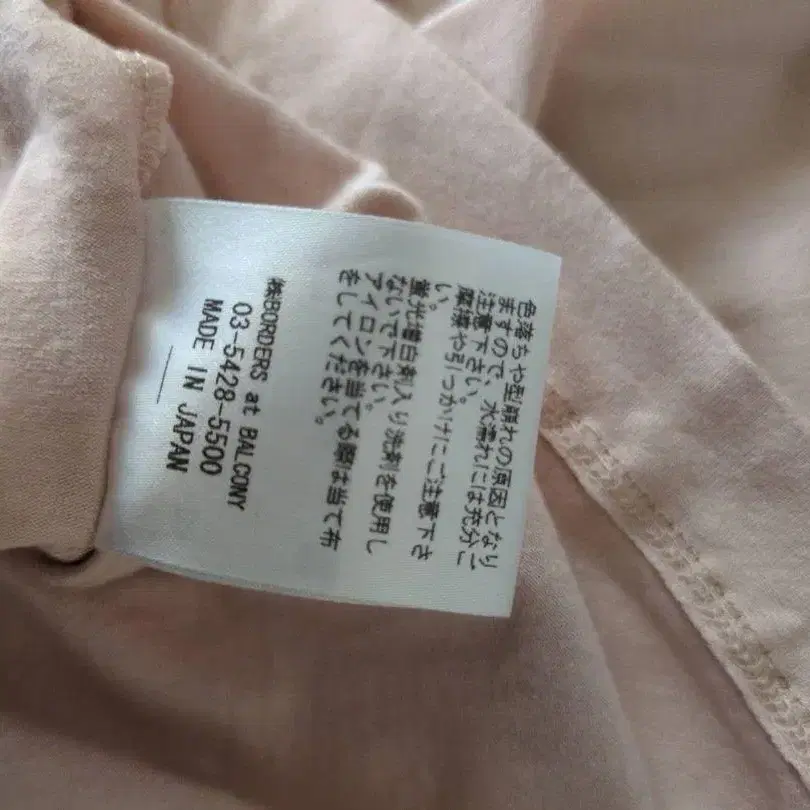 色落ちや型崩れの原因となり
ますので、水濡れには充分ご
注意下さい。
摩擦や引っかけにご注意下さ
い。
蛍光増白剤入り洗剤を使用し
ないで下さい。
アイロンを当てる際は当て布
をしてください。
㈱BORDERS at BALCONY
03-5428-5500
MADE IN JAPAN